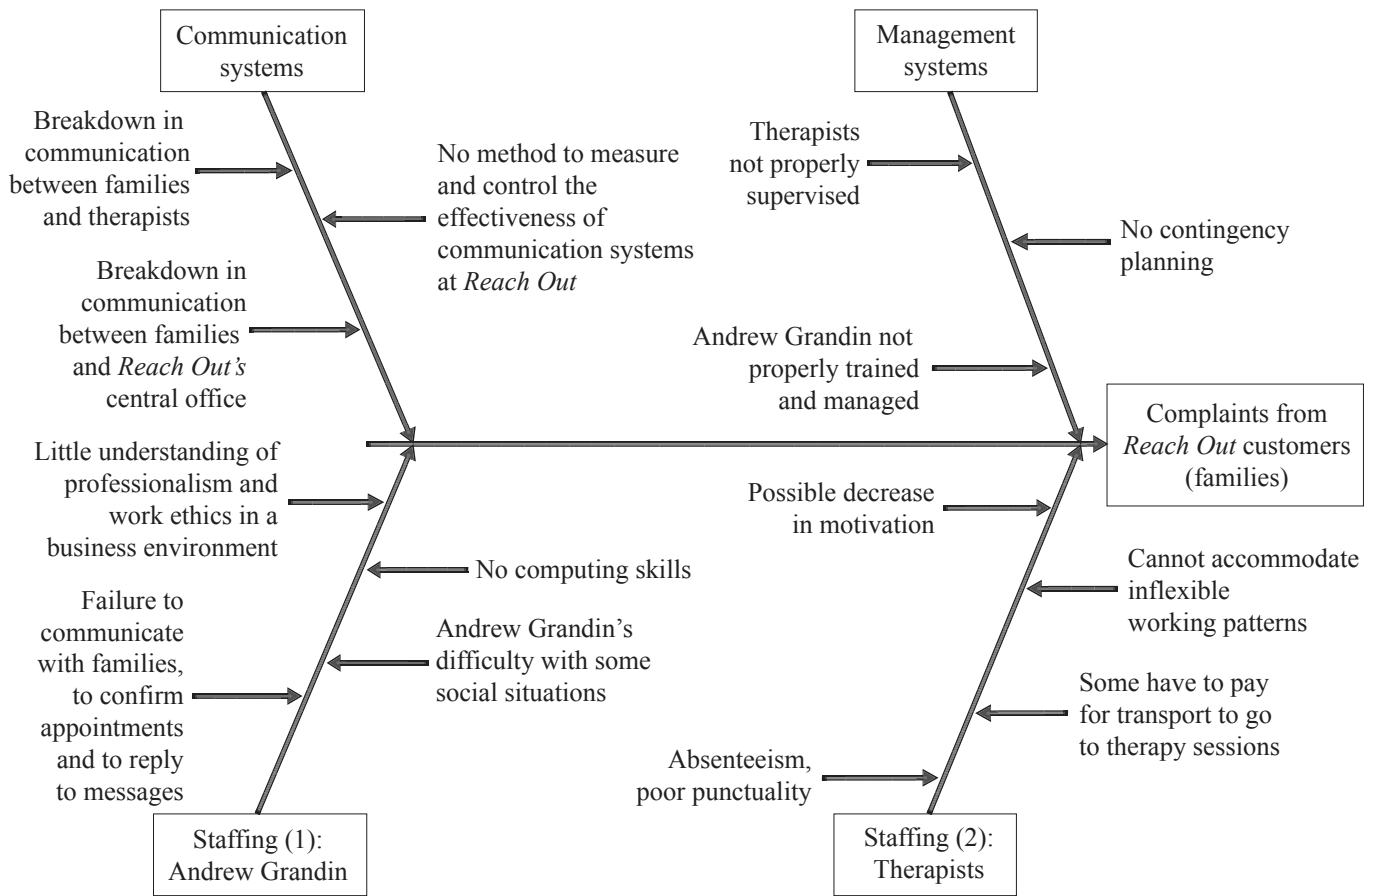 Communication
systems
Management
systems
Breakdown in
communication
between families
and therapists
No method to measure
and control the
effectiveness of
communication systems
at Reach Out
Therapists
not properly
supervised
No contingency
planning
Breakdown in
communication
between families
and Reach Out's
central office
Andrew Grandin not
properly trained
and managed
Complaints from
Reach Out customers
(families)
Little understanding of
professionalism and
work ethics in a
business environment
Possible decrease
in motivation
No computing skills
Cannot accommodate
inflexible
working patterns
Failure to
communicate
with families,
to confirm
appointments
and to reply
to messages
Andrew Grandin's
difficulty with some
social situations
Some have to pay
for transport to go
to therapy sessions
Absenteeism,
poor punctuality
Staffing (1):
Andrew Grandin
Staffing (2):
Therapists